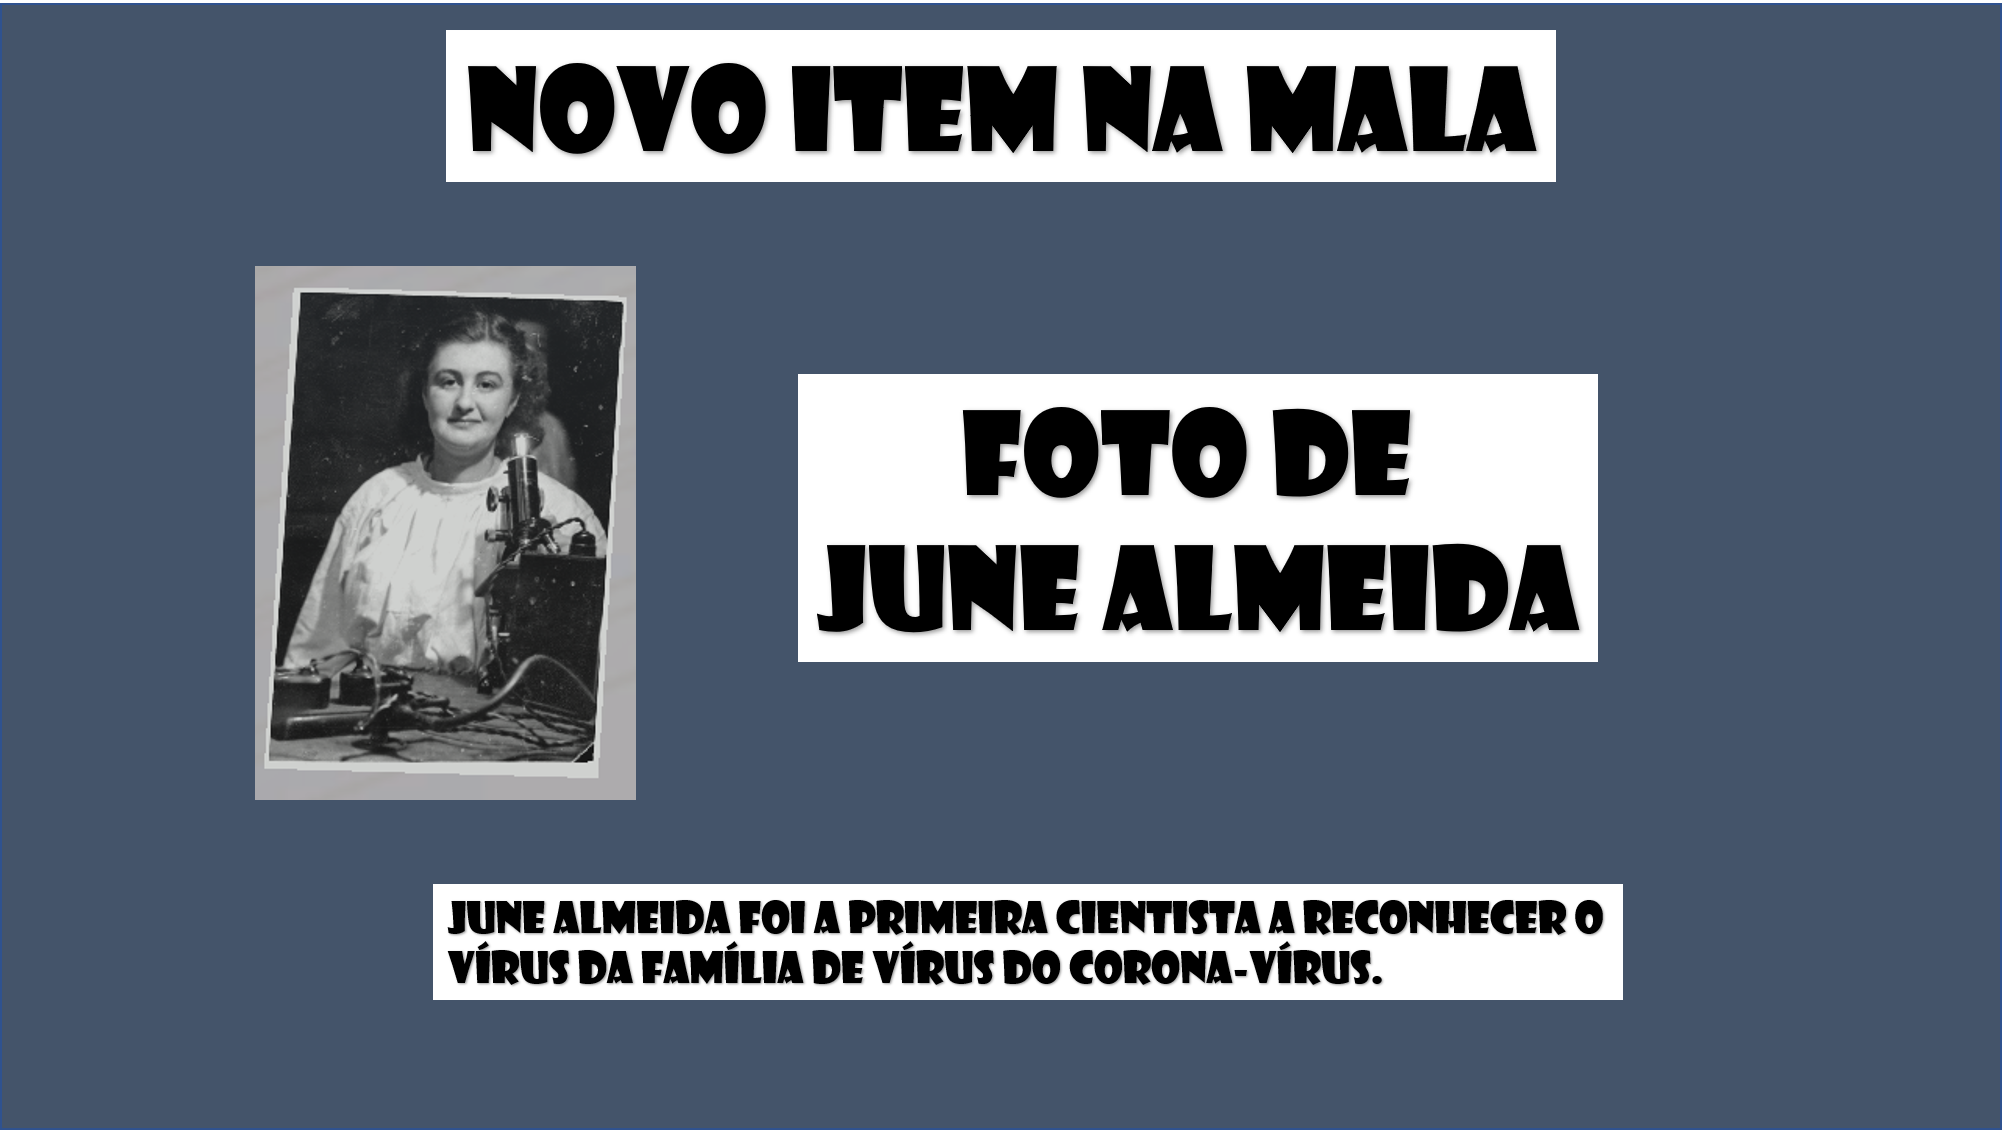 NOVO ITEM NA MALA
FOTO DE
JUNE ALMEIDA
JUNE ALMEIDA FOI A PRIMEIRA CIENTISTA A RECONHECER O
VÍRUS DA FAMÍLIA DE VÍRUS DO CORONA-VÍRUS.